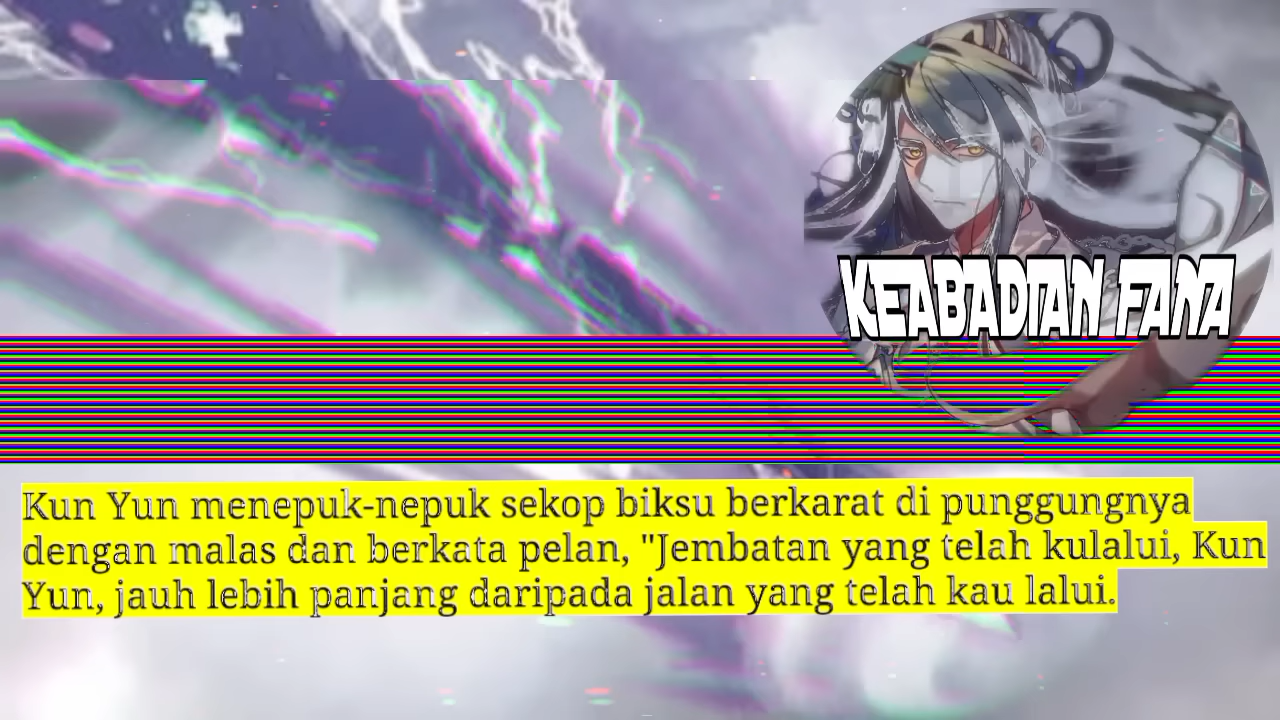 KEABADIAN FANA
Kun Yun menepuk-nepuk sekop biksu berkarat di punggungnya
dengan malas dan berkata pelan, "Jembatan yang telah kulalui, Kun
Yun, jauh lebih panjang daripada jalan yang telah kau lalui.